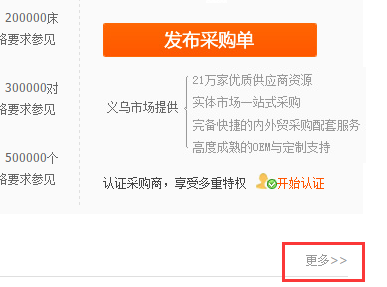 200000床
格要求参见
300000对
格要求参见
500000个
格要求参见
发布采购单
义乌市场提供
21万家优质供应商资源
实体市场一站式采购
完备快捷的内外贸采购配套服务
高度成熟的OEM与定制支持
认证采购商，享受多重特权 开始认证
更多>>